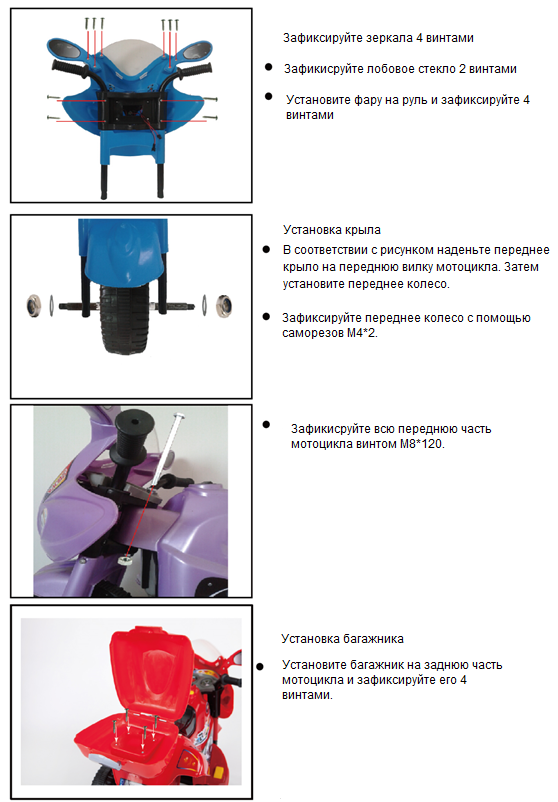 Зафиксируйте зеркала 4 винтами
Зафикисруйте лобовое стекло 2 винтами
Установите фару на руль и зафиксируйте 4
винтами
Установка крыла
В соответствии с рисунком наденьте переднее
крыло на переднюю вилку мотоцикла. Затем
установите переднее колесо.
Зафиксируйте переднее колесо с помощью
саморезов M4*2.
Зафикисруйте всю переднюю часть
мотоцикла винтом M8*120.
Установка багажника
Установите багажник на заднюю часть
мотоцикла и зафиксируйте его 4
винтами.